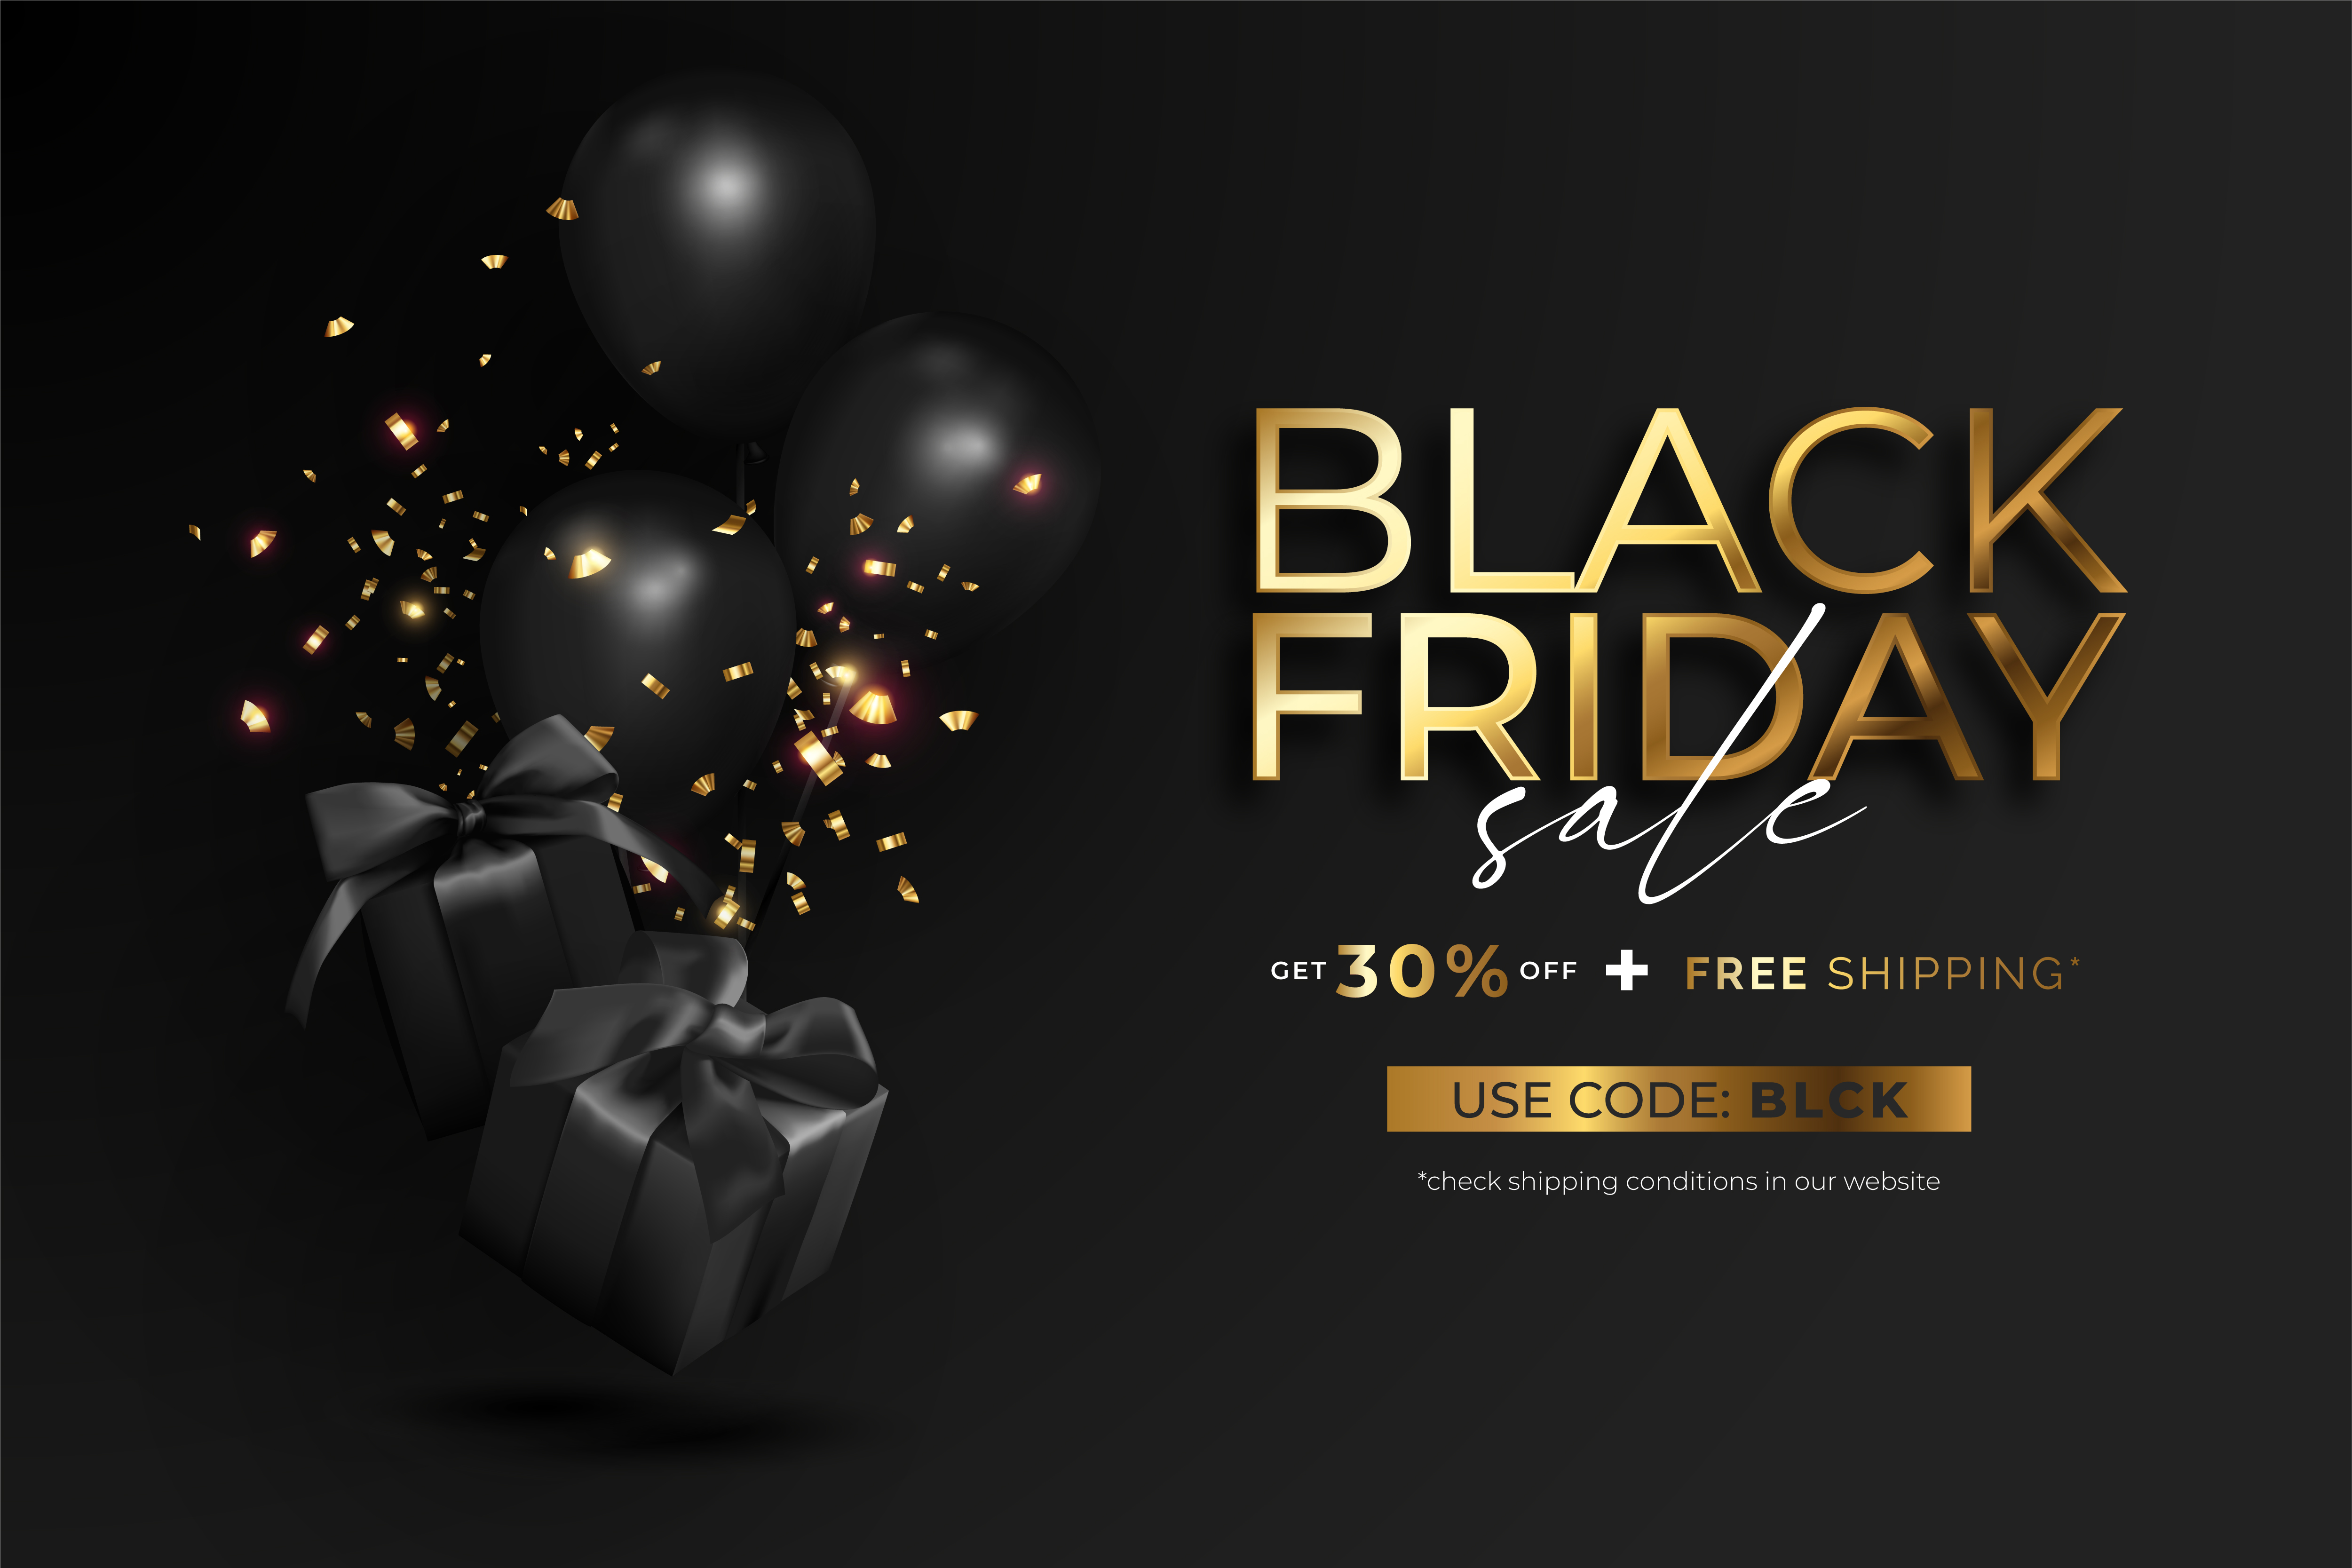 BLACK
FRIDAY
sale
GET 30% OFF + FREE SHIPPING*
USE CODE: BLCK
*check shipping conditions in our website